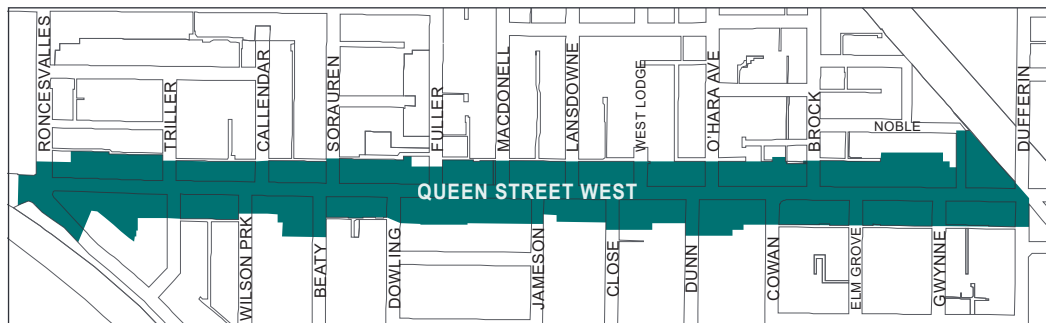 RONCESVALLES
TRILLER
CALLENDAR
SORAUREN
FULLER
MACDONELL
LANSDOWNE
WEST LODGE
O'HARA AVE
BROCK
NOBLE
DUFFERIN
QUEEN STREET WEST
WILSON PRK
BEATY
DOWLING
JAMESON
CLOSE
DUNN
COWAN
ELM GROVE
GWYNNE